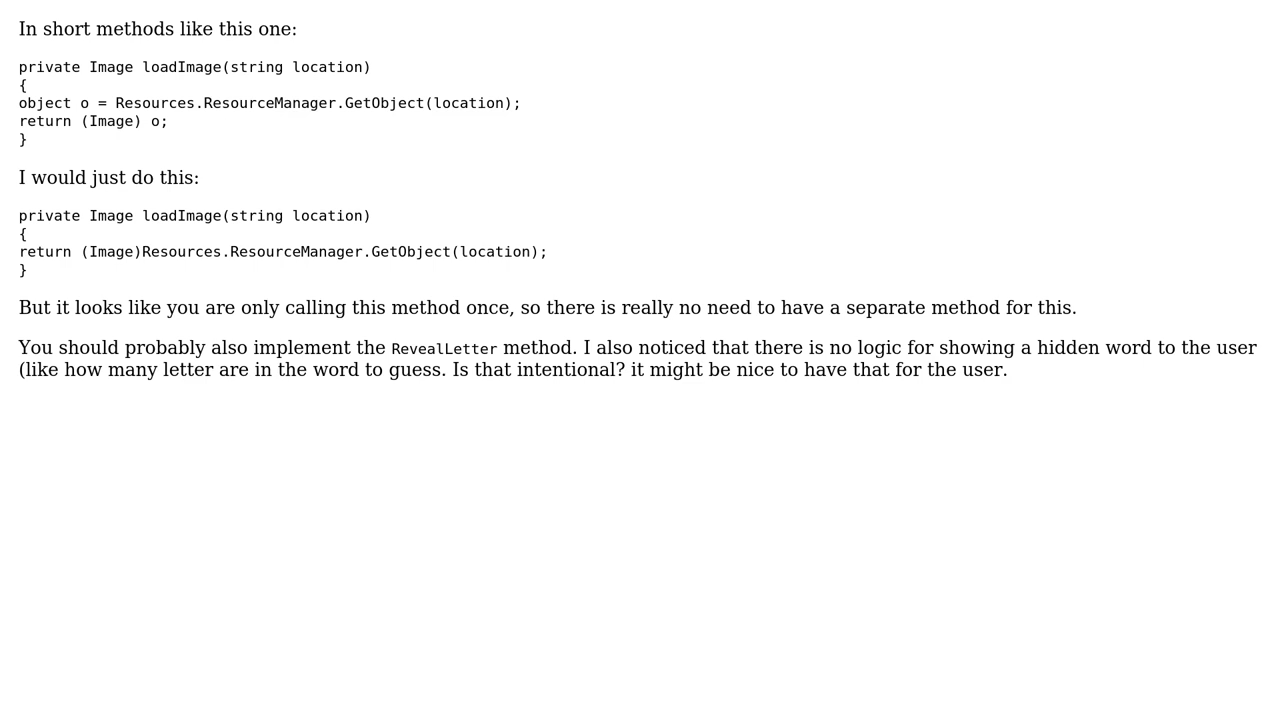 In short methods like this one:
private Image loadImage(string location)
{
object o = Resources.ResourceManager.GetObject(location);
return (Image) o;
}
I would just do this:
private Image loadImage(string location)
{
return (Image)Resources.ResourceManager.GetObject(location);
}
But it looks like you are only calling this method once, so there is really no need to have a separate method for this.
You should probably also implement the RevealLetter method. I also noticed that there is no logic for showing a hidden word to the user
(like how many letter are in the word to guess. Is that intentional? it might be nice to have that for the user.